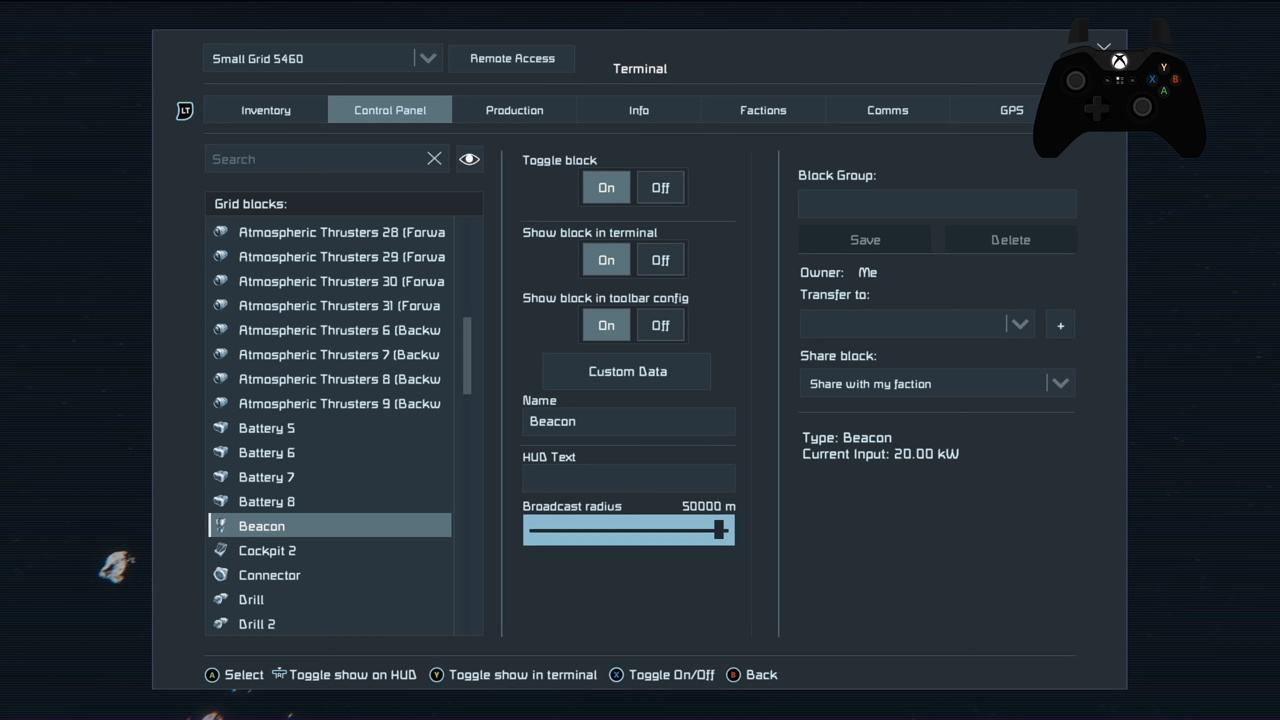 Small Grid 5460
Remote Access
Terminal
LT
Inventory
Control Panel
Production
Info
Factions
Comms
GPS
Search
Grid blocks:
Atmospheric Thrusters 28 (Forwa
Atmospheric Thrusters 29 (Forwa
Atmospheric Thrusters 30 (Forwa
Atmospheric Thrusters 31 (Forwa
Atmospheric Thrusters 6 (Backw
Atmospheric Thrusters 7 (Backw
Atmospheric Thrusters 8 (Backw
Atmospheric Thrusters 9 (Backw
Battery 5
Battery 6
Battery 7
Battery 8
Beacon
Cockpit 2
Connector
Drill
Drill 2
Toggle block
On Off
Show block in terminal
On Off
Show block in toolbar config
On Off
Custom Data
Name
Beacon
HUD Text
Broadcast radius 50000 m
Block Group:
Save Delete
Owner: Me
Transfer to:
+
Share block:
Share with my faction
Type: Beacon
Current Input: 20.00 kW
Y
X B
A
A Select Toggle show on HUD Y Toggle show in terminal X Toggle On/Off B Back